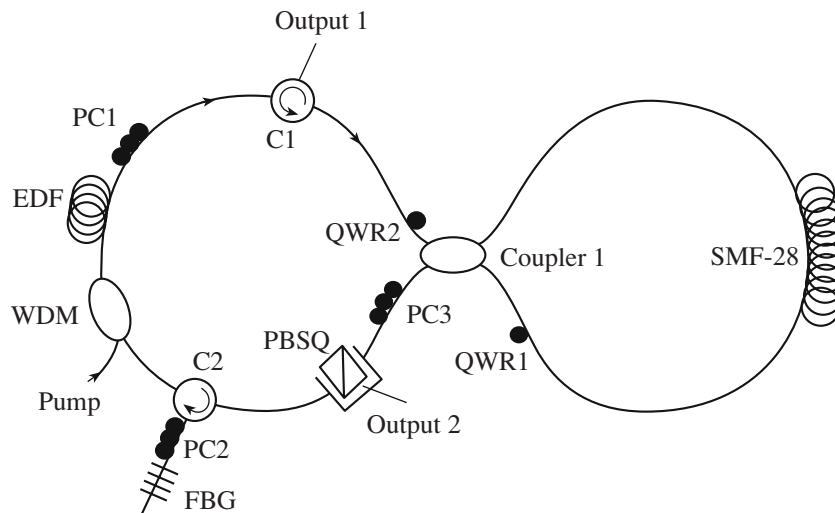 Output 1
PC1
C1
EDF
QWR2
Coupler 1
SMF-28
WDM
PC3
PBSQ
QWR1
C2
Pump
Output 2
PC2
FBG